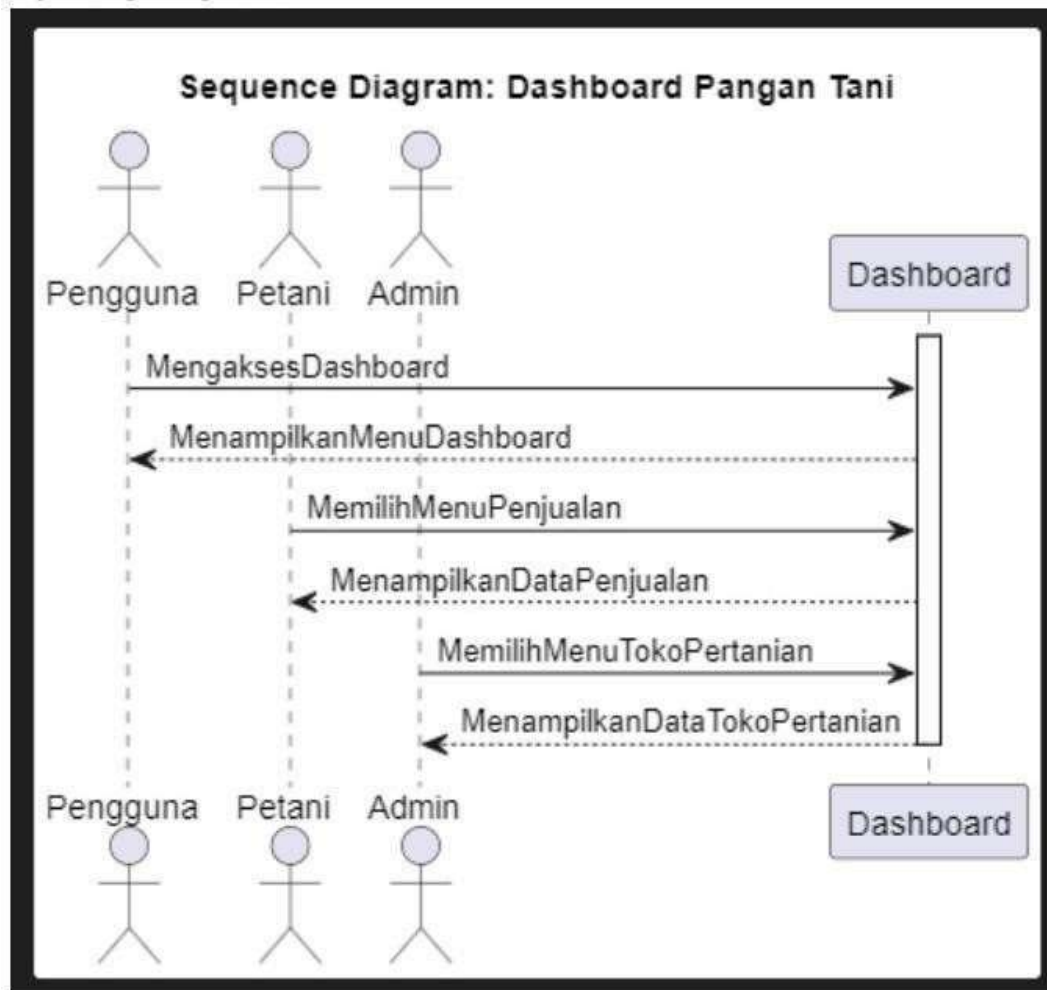 Sequence Diagram: Dashboard Pangan Tani
Pengguna Petani Admin Dashboard
MengaksesDashboard
MenampilkanMenuDashboard
MemilihMenuPenjualan
MenampilkanDataPenjualan
MemilihMenuTokoPertanian
MenampilkanDataTokoPertanian
Pengguna Petani Admin Dashboard